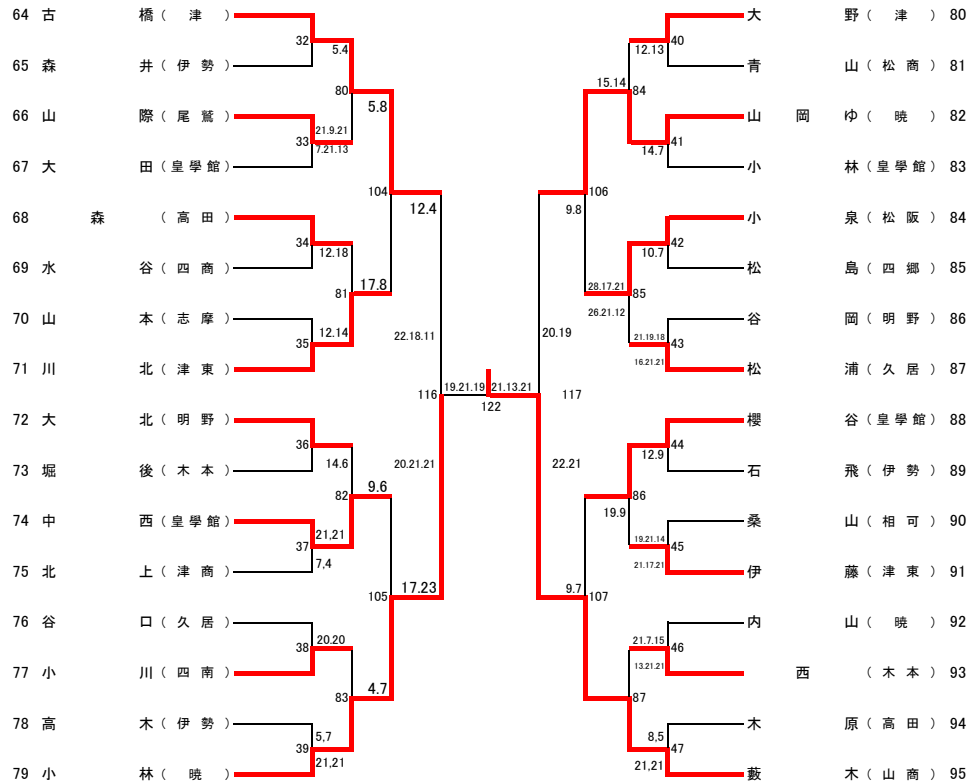 64 古 橋 ( 津 )
大 野 ( 津 ) 80
32
5.4
40
12.13
65 森 井 ( 伊 勢 )
青 山 ( 松 商 ) 81
80
5.8
15.14
84
66 山 際 ( 尾 鷲 )
山 岡 ゆ ( 暁 ) 82
21.9.21
33
7.21.13
41
14.7
67 大 田 ( 皇 學 館 )
小 林 ( 皇 學 館 ) 83
104
12.4
106
9.8
68 森 ( 高 田 )
小 泉 ( 松 阪 ) 84
34
12.18
42
10.7
69 水 谷 ( 四 商 )
松 島 ( 四 郷 ) 85
81
17.8
28.17.21
85
26.21.12
70 山 本 ( 志 摩 )
谷 岡 ( 明 野 ) 86
12.14
35
22.18.11
20.19
21.19.18
43
16.21.21
71 川 北 ( 津 東 )
松 浦 ( 久 居 ) 87
116
19.21.19
21.13.21
122
117
72 大 北 ( 明 野 )
櫻 谷 ( 皇 學 館 ) 88
36
14.6
20.21.21
22.21
44
12.9
73 堀 後 ( 木 本 )
石 飛 ( 伊 勢 ) 89
82
9.6
86
19.9
74 中 西 ( 皇 學 館 )
桑 山 ( 相 可 ) 90
21,21
37
7,4
19.21.14
45
21.17.21
75 北 上 ( 津 商 )
伊 藤 ( 津 東 ) 91
105
17.23
9.7
107
76 谷 口 ( 久 居 )
内 山 ( 暁 ) 92
20.20
38
21.7.15
46
13.21.21
77 小 川 ( 四 南 )
西 ( 木 本 ) 93
83
4.7
87
78 高 木 ( 伊 勢 )
木 原 ( 高 田 ) 94
5,7
39
21,21
8,5
47
21,21
79 小 林 ( 暁 )
藪 木 ( 山 商 ) 95